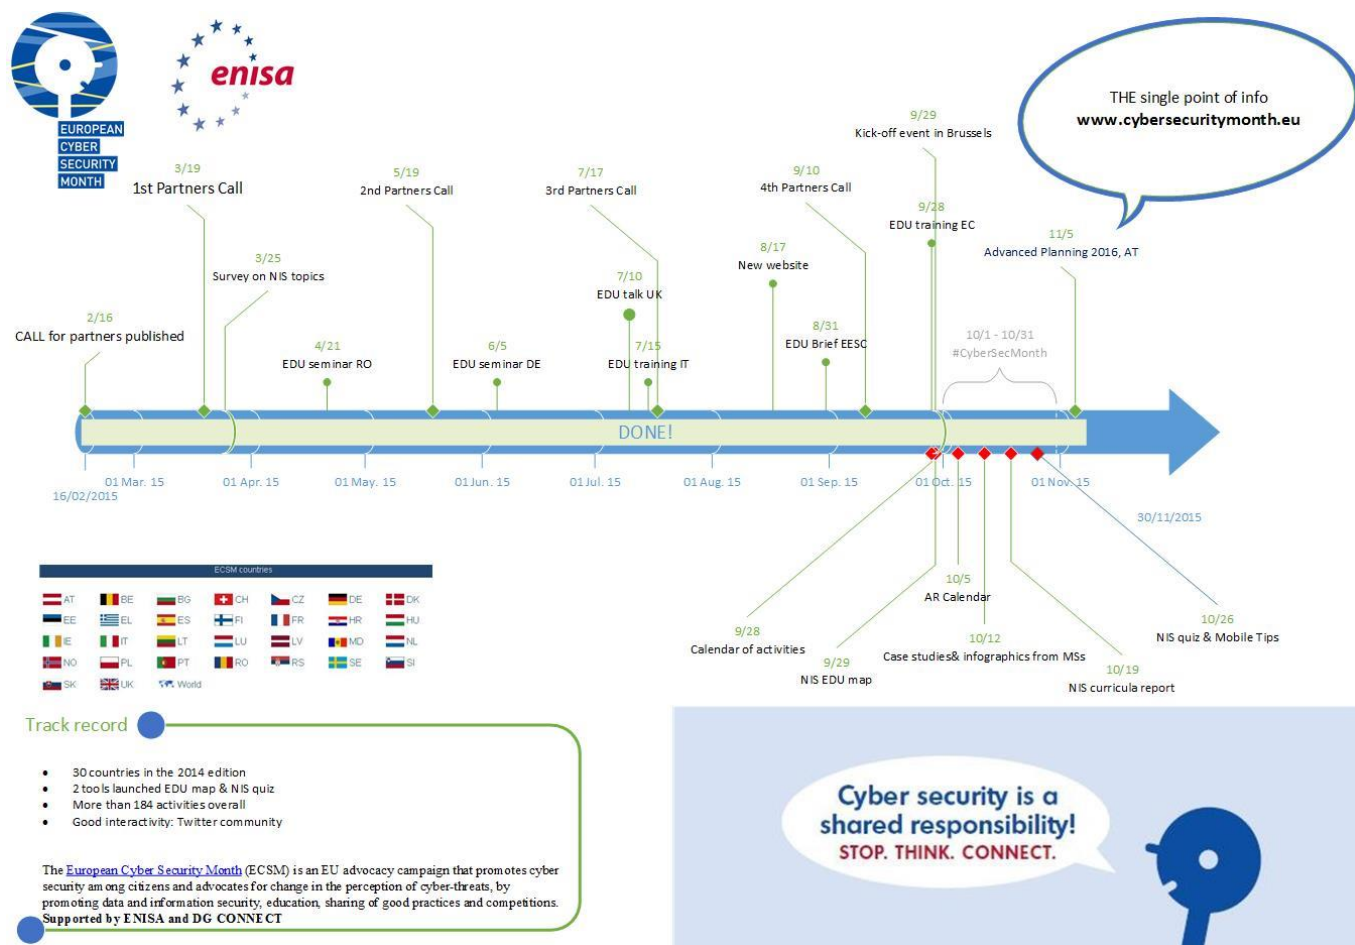 EUROPEAN
CYBER
SECURITY
MONTH
enisa
THE single point of info
www.cybersecuritymonth.eu
9/29
Kick-off event in Brussels
3/19
1st Partners Call
5/19
2nd Partners Call
7/17
3rd Partners Call
9/10
4th Partners Call
9/28
EDU training EC
11/5
Advanced Planning 2016, AT
3/25
Survey on NIS topics
8/17
New website
7/10
EDU talk UK
2/16
CALL for partners published
4/21
EDU seminar RO
6/5
EDU seminar DE
7/15
EDU training IT
8/31
EDU Brief EESC
10/1 - 10/31
#CyberSecMonth
DONE!
16/02/2015
01 Mar. 15
01 Apr. 15
01 May. 15
01 Jun. 15
01 Jul. 15
01 Aug. 15
01 Sep. 15
01 Oct. 15
01 Nov. 15
30/11/2015
9/28
Calendar of activities
9/29
NIS EDU map
10/5
AR Calendar
10/12
Case studies& infographics from MSs
10/19
NIS curricula report
10/26
NIS quiz & Mobile Tips
ECSM countries
AT BE BG CH CZ DE DK
EE EL ES FI FR HR HU
IE IT LT LU LV MD NL
NO PL PT RO RS SE SI
SK UK World
Track record
• 30 countries in the 2014 edition
• 2 tools launched EDU map & NIS quiz
• More than 184 activities overall
• Good interactivity: Twitter community
The European Cyber Security Month (ECSM) is an EU advocacy campaign that promotes cyber
security among citizens and advocates for change in the perception of cyber-threats, by
promoting data and information security, education, sharing of good practices and competitions.
Supported by ENISA and DG CONNECT
Cyber security is a
shared responsibility!
STOP. THINK. CONNECT.